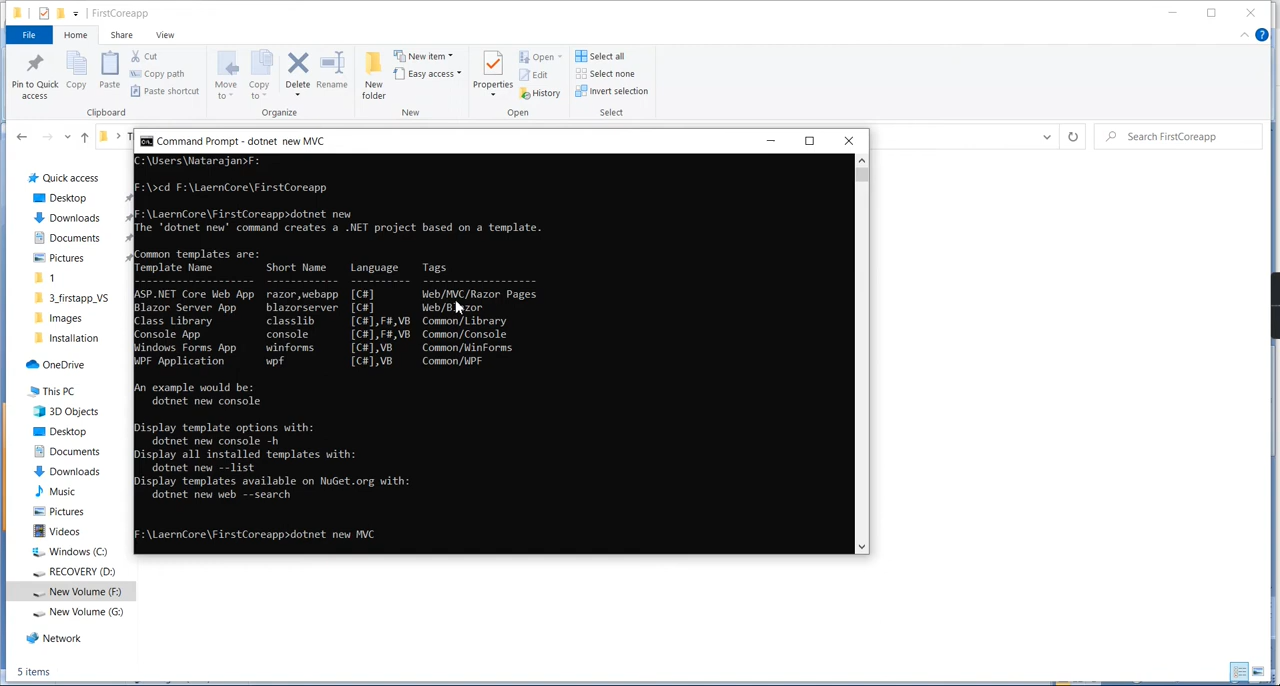 FirstCoreapp
File Home Share View
Pin to Quick access
Copy
Paste
Cut
Copy path
Paste shortcut
Clipboard
Move to
Copy to
Delete
Rename
Organize
New folder
New item
Easy access
New
Properties
Open
Edit
History
Open
Select all
Select none
Invert selection
Select
T
Search FirstCoreapp
Quick access
Desktop
Downloads
Documents
Pictures
1
3_firstapp_VS
Images
Installation
OneDrive
This PC
3D Objects
Desktop
Documents
Downloads
Music
Pictures
Videos
Windows (C:)
RECOVERY (D:)
New Volume (F:)
New Volume (G:)
Network
5 items
Command Prompt - dotnet new MVC
C:\Users\Natarajan>F:
F:\>cd F:\LaernCore\FirstCoreapp
F:\LaernCore\FirstCoreapp>dotnet new
The 'dotnet new' command creates a .NET project based on a template.
Common templates are:
Template Name Short Name Language Tags
-------------------- -------------- ---------- -------------------
ASP.NET Core Web App razor,webapp [C#] Web/MVC/Razor Pages
Blazor Server App blazorserver [C#] Web/Blazor
Class Library classlib [C#],F#,VB Common/Library
Console App console [C#],F#,VB Common/Console
Windows Forms App winforms [C#],VB Common/WinForms
WPF Application wpf [C#],VB Common/WPF
An example would be:
dotnet new console
Display template options with:
dotnet new console -h
Display all installed templates with:
dotnet new --list
Display templates available on NuGet.org with:
dotnet new web --search
F:\LaernCore\FirstCoreapp>dotnet new MVC